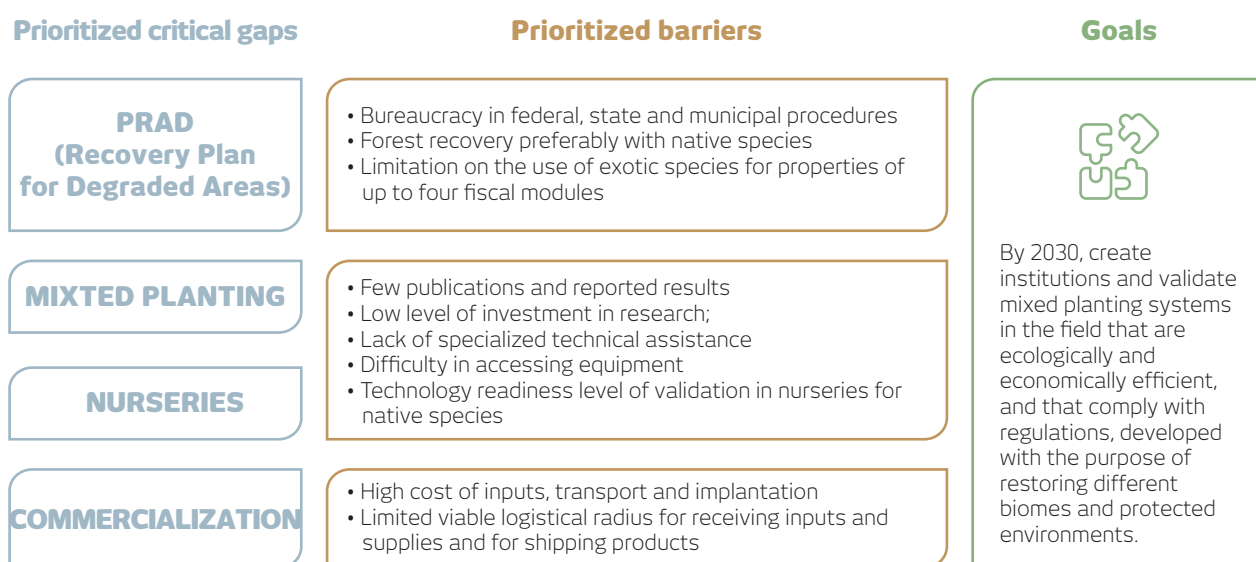 Prioritized critical gaps
Prioritized barriers
Goals
PRAD
(Recovery Plan
for Degraded Areas)
• Bureaucracy in federal, state and municipal procedures
• Forest recovery preferably with native species
• Limitation on the use of exotic species for properties of
up to four fiscal modules
MIXTED PLANTING
NURSERIES
• Few publications and reported results
• Low level of investment in research;
• Lack of specialized technical assistance
• Difficulty in accessing equipment
• Technology readiness level of validation in nurseries for
native species
COMMERCIALIZATION
• High cost of inputs, transport and implantation
• Limited viable logistical radius for receiving inputs and
supplies and for shipping products
By 2030, create
institutions and validate
mixed planting systems
in the field that are
ecologically and
economically efficient,
and that comply with
regulations, developed
with the purpose of
restoring different
biomes and protected
environments.